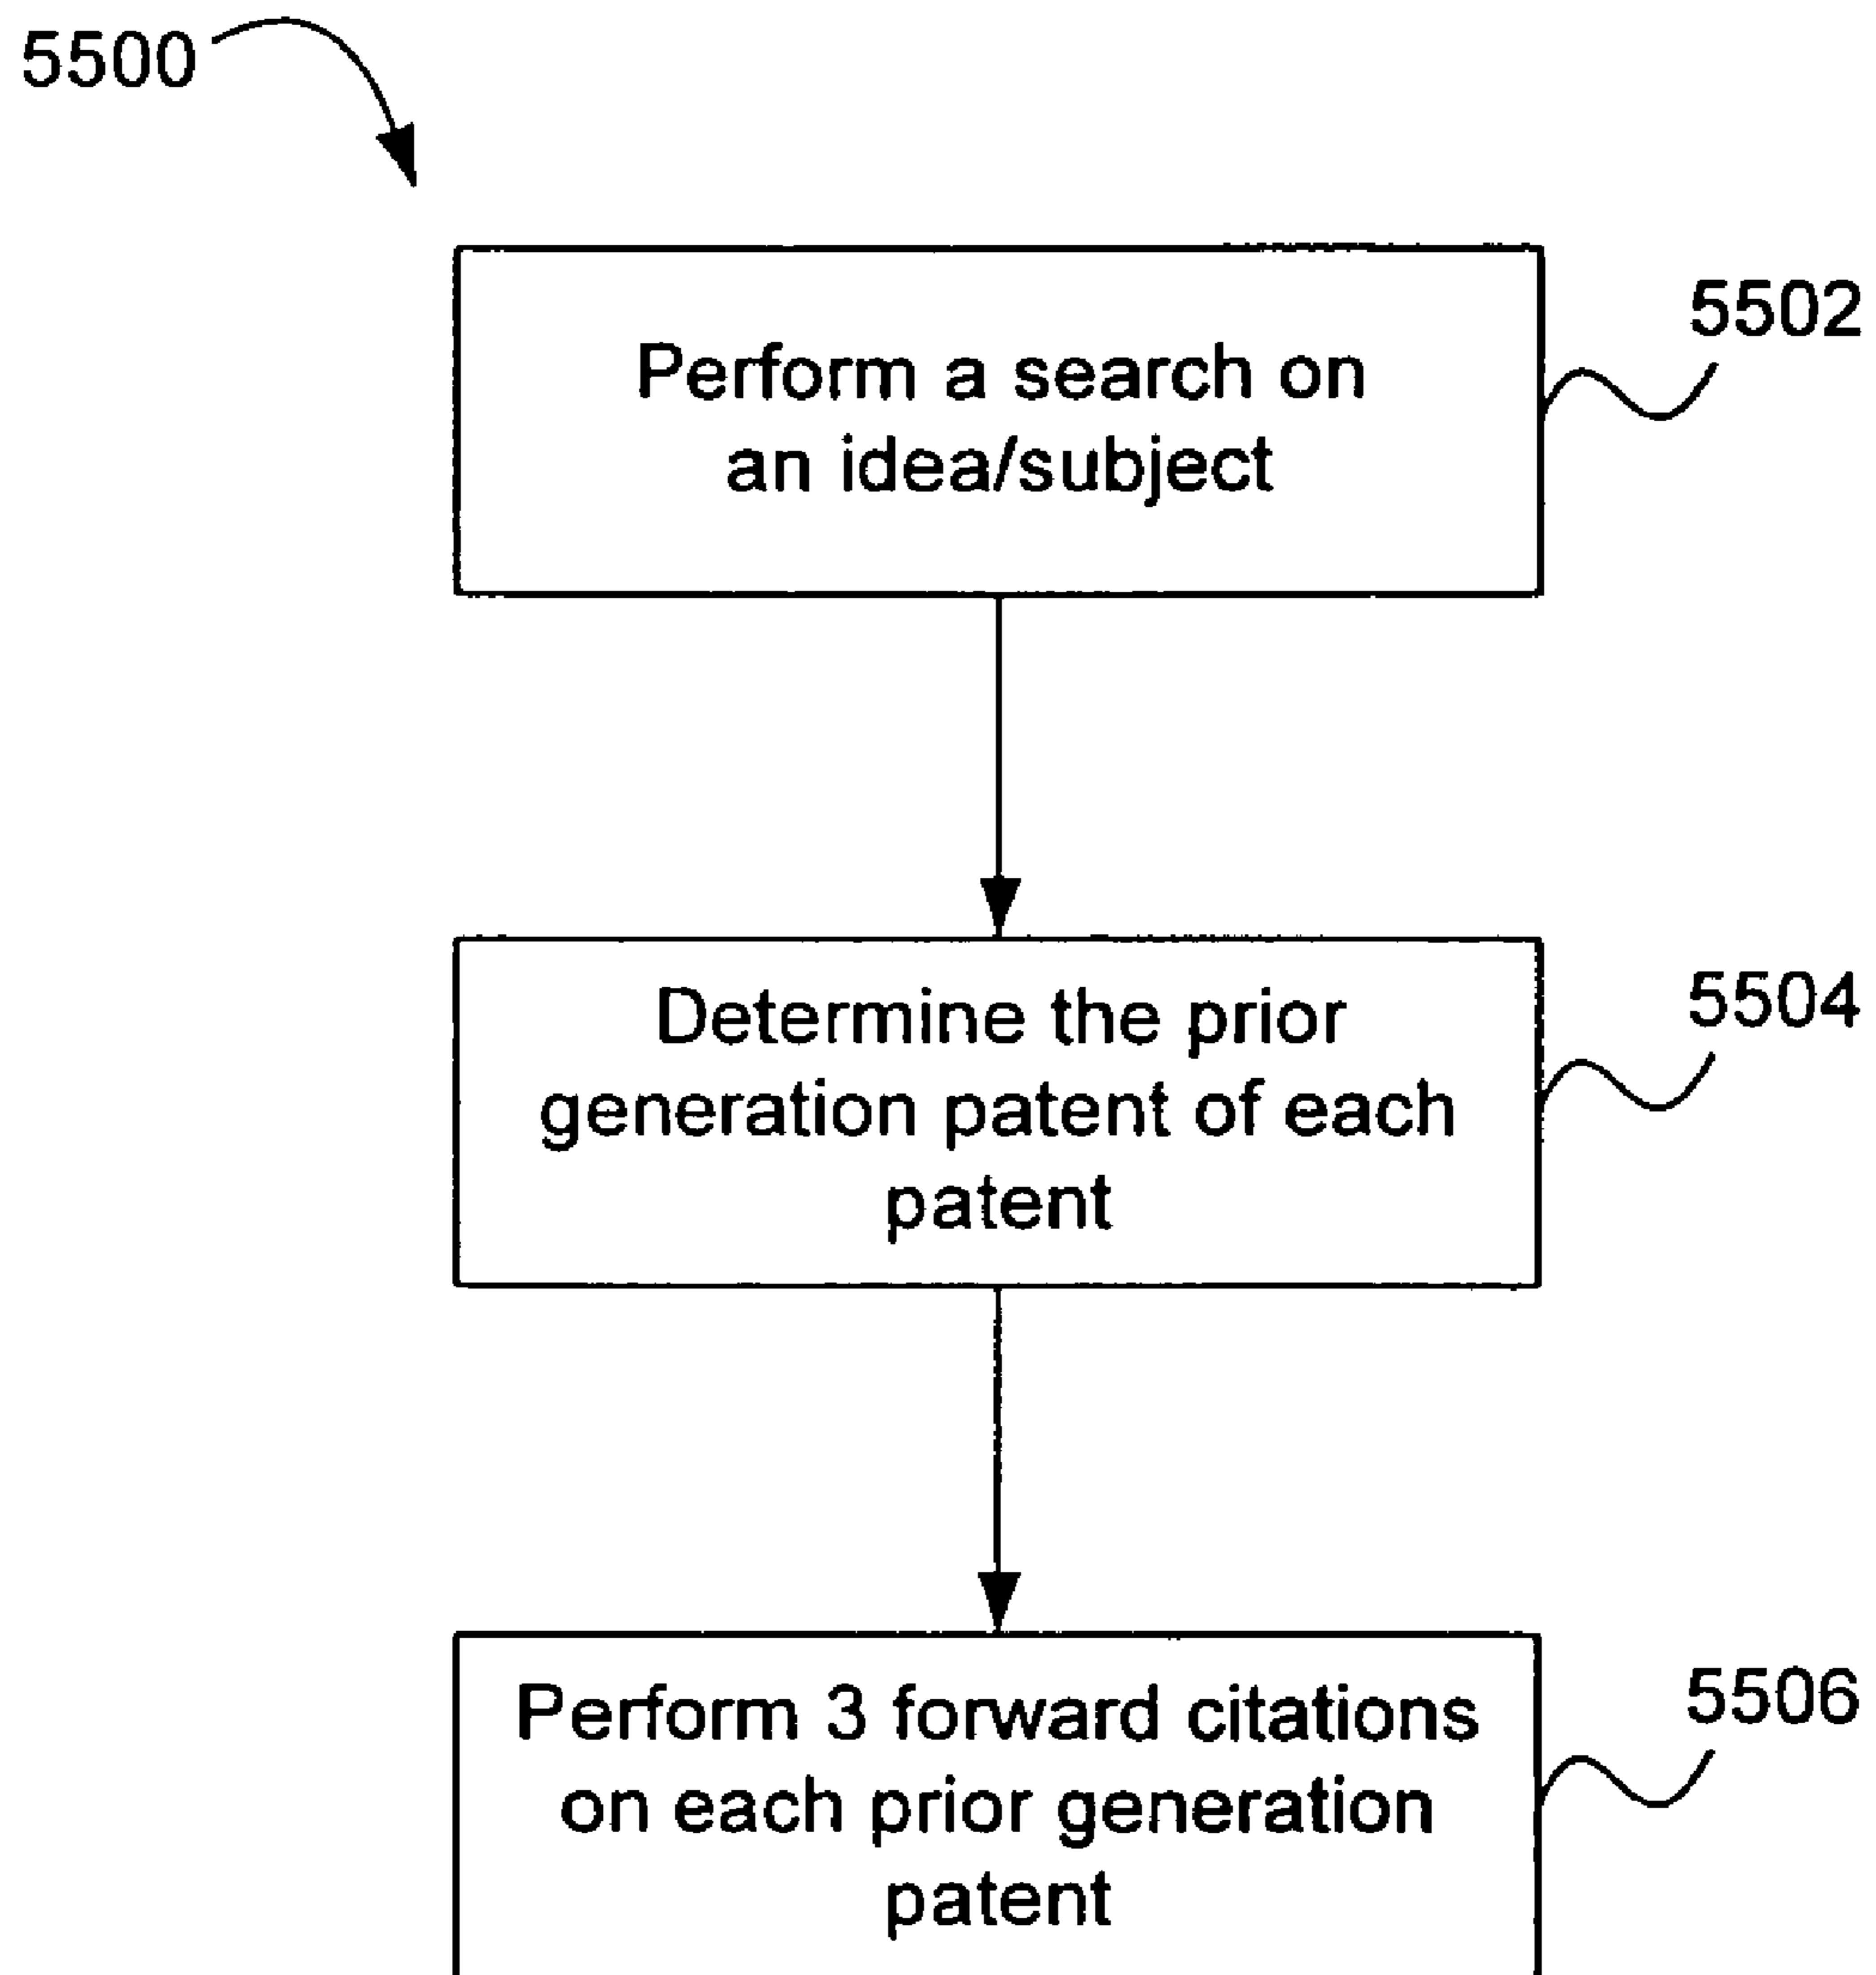 5500
Perform a search on
an idea/subject
5502
Determine the prior
generation patent of each
patent
5504
Perform 3 forward citations
on each prior generation
patent
5506